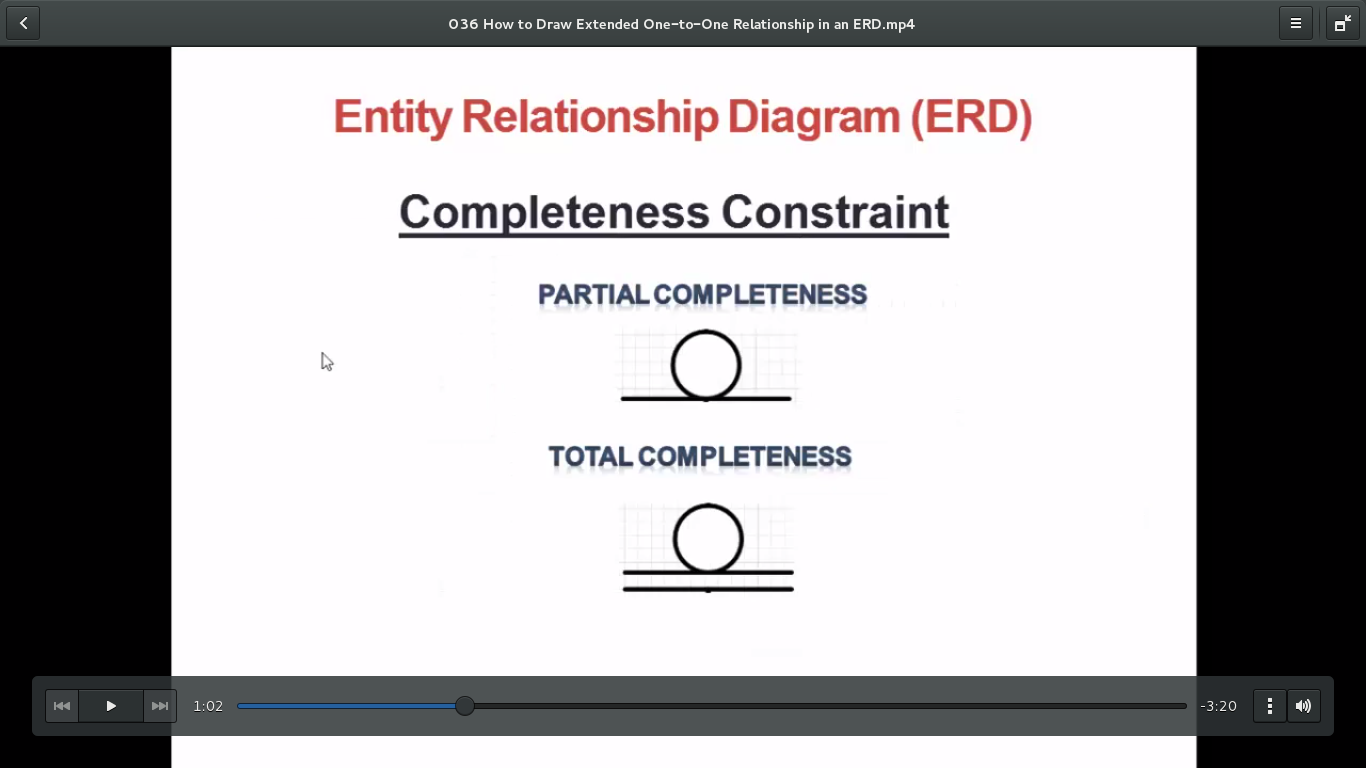 036 How to Draw Extended One-to-One Relationship in an ERD.mp4
Entity Relationship Diagram (ERD)
Completeness Constraint
PARTIAL COMPLETENESS
TOTAL COMPLETENESS
1:02
-3:20